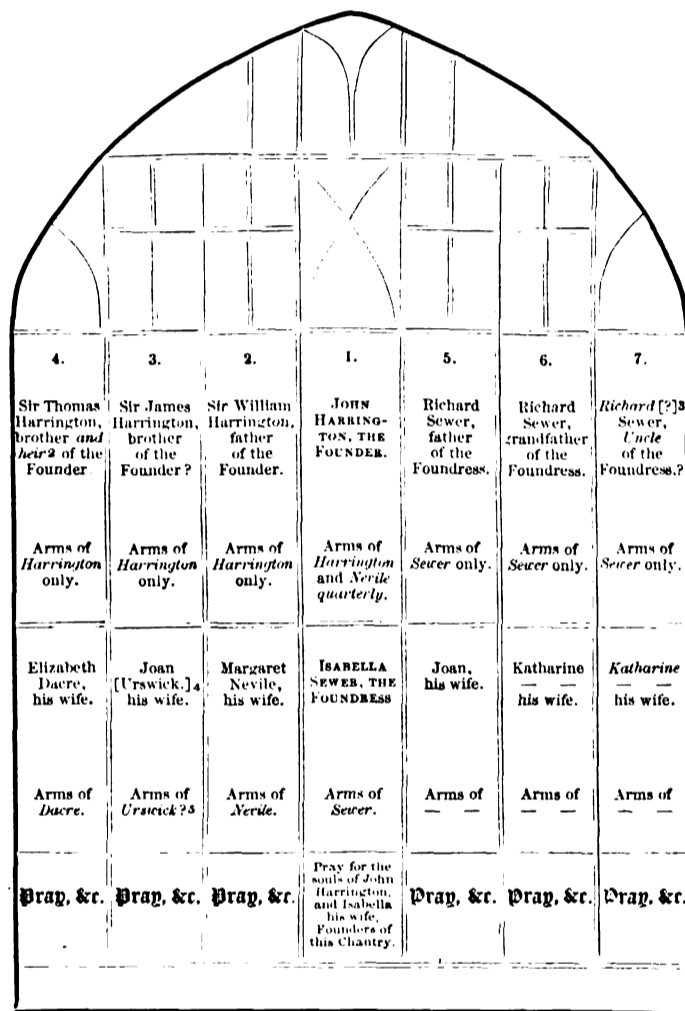 4.
3.
2.
1.
5.
6.
7.
Sir Thomas
Harrington,
brother and
heir2 of the
Founder
Sir James
Harrington,
brother
of the
Founder?
Sir William
Harrington,
father
of the
Founder.
JOHN
HARRING-
TON, THE
FOUNDER.
Richard
Sewer,
father
of the
Foundress.
Richard
Sewer,
grandfather
of the
Foundress.
Richard [?]3
Sewer,
Uncle
of the
Foundress.?
Arms of
Harrington
only.
Arms of
Harrington
only.
Arms of
Harrington
only.
Arms of
Harrington
and Nevile
quarterly.
Arms of
Sewer only.
Arms of
Sewer only.
Arms of
Sewer only.
Elizabeth
Dacre,
his wife.
Joan
[Urswick.]4
his wife.
Margaret
Nevile,
his wife.
ISABELLA
SEWER, THE
FOUNDRESS
Joan,
his wife.
Katharine
— —
his wife.
Katharine
— —
his wife.
Arms of
Dacre.
Arms of
Urswick?5
Arms of
Nevile.
Arms of
Sewer.
Arms of
— —
Arms of
— —
Arms of
— —
Pray, &c.
Pray, &c.
Pray, &c.
Pray for the
souls of John
Harrington,
and Isabella
his wife,
Founders of
this Chantry.
Pray, &c.
Pray, &c.
Pray, &c.